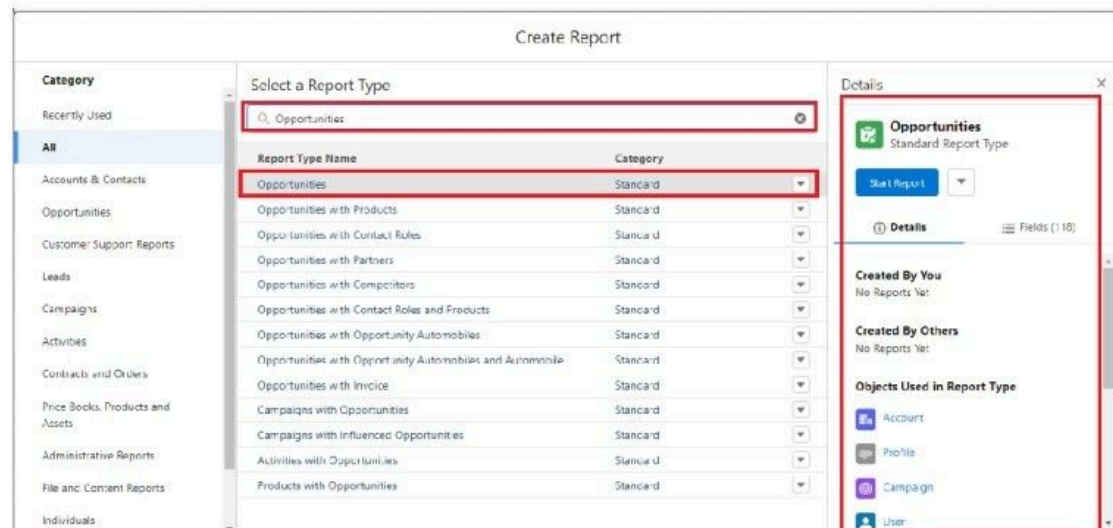 Create Report
Category
Recently Used
All
Accounts & Contacts
Opportunities
Customer Support Reports
Leads
Campaigns
Activities
Contracts and Orders
Price Books, Products and
Assets
Administrative Reports
File and Content Reports
Individuals
Select a Report Type
Opportunities
Report Type Name Category
Opportunities Standard
Opportunities with Products Standard
Opportunities with Contact Roles Standard
Opportunities with Partners Standard
Opportunities with Competitors Standard
Opportunities with Contact Roles and Products Standard
Opportunities with Opportunity Automobiles Standard
Opportunities with Opportunity Automobiles and Automobile Standard
Opportunities with Invoice Standard
Campaigns with Opportunities Standard
Campaigns with Influenced Opportunities Standard
Activities with Opportunities Standard
Products with Opportunities Standard
Details
Opportunities
Standard Report Type
Start Report
Details Fields (118)
Created By You
No Reports Yet
Created By Others
No Reports Yet
Objects Used in Report Type
Account
Profile
Campaign
User